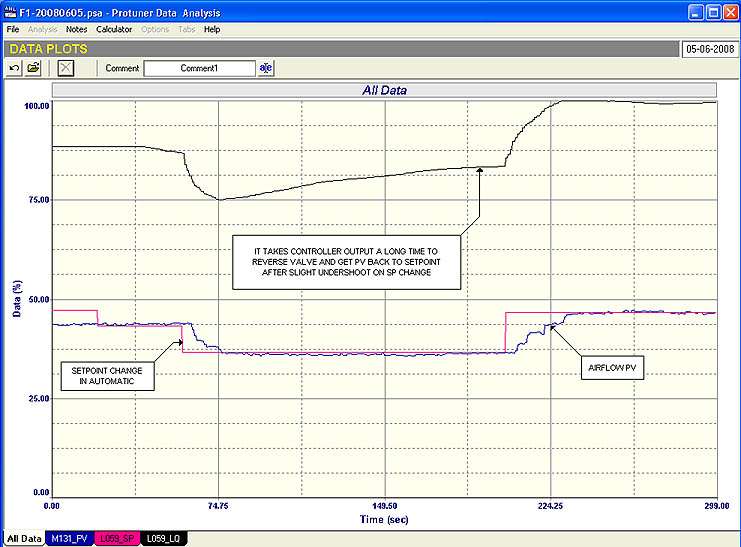 F1-20080605.psa - Protuner Data Analysis
File Analysis Notes Calculator Options Tabs Help
DATA PLOTS
05-06-2008
Comment Comment1 a|e
All Data
100.00
75.00
50.00
25.00
0.00
Data (%)
IT TAKES CONTROLLER OUTPUT A LONG TIME TO
REVERSE VALVE AND GET PV BACK TO SETPOINT
AFTER SLIGHT UNDERSHOOT ON SP CHANGE
SETPOINT CHANGE
IN AUTOMATIC
AIRFLOW PV
0.00 74.75 149.50 224.25 299.00
Time (sec)
All Data M131_PV L059_SP L059_LQ